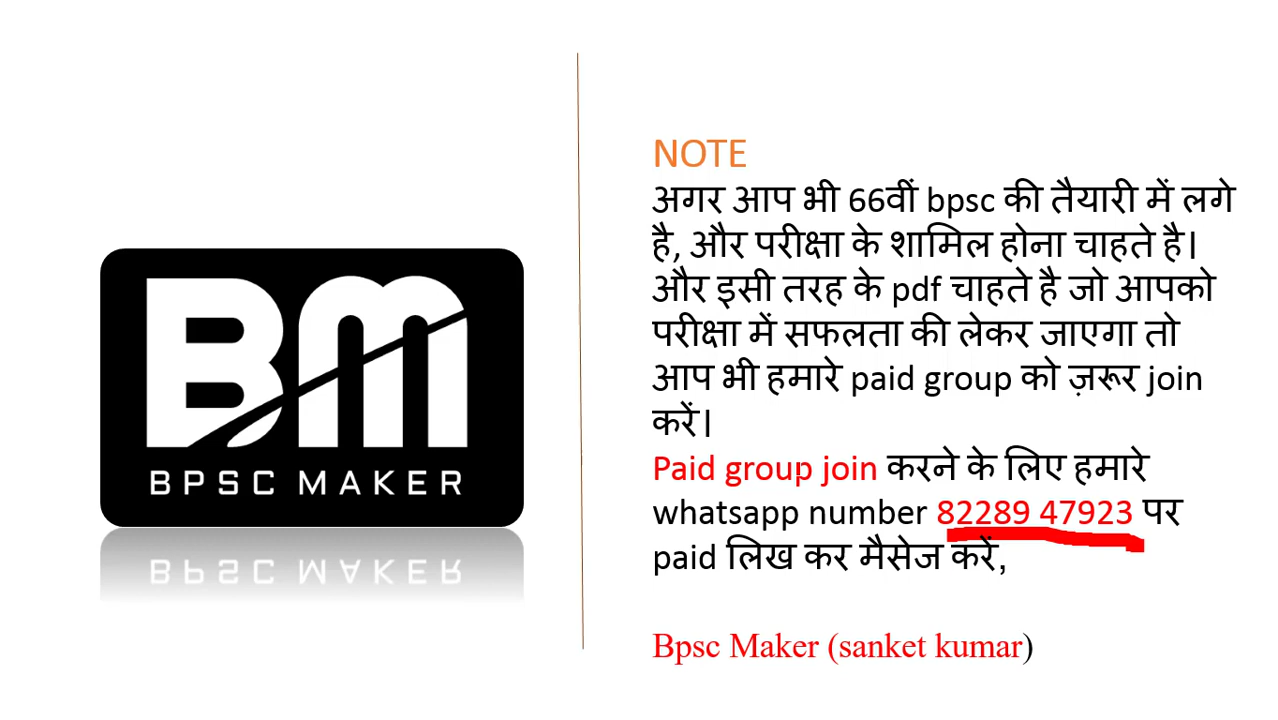 BM
BPSC MAKER
NOTE
अगर आप भी 66वीं bpsc की तैयारी में लगे
है, और परीक्षा के शामिल होना चाहते है।
और इसी तरह के pdf चाहते है जो आपको
परीक्षा में सफलता की लेकर जाएगा तो
आप भी हमारे paid group को ज़रूर join
करें।
Paid group join करने के लिए हमारे
whatsapp number 82289 47923 पर
paid लिख कर मैसेज करें,
Bpsc Maker (sanket kumar)